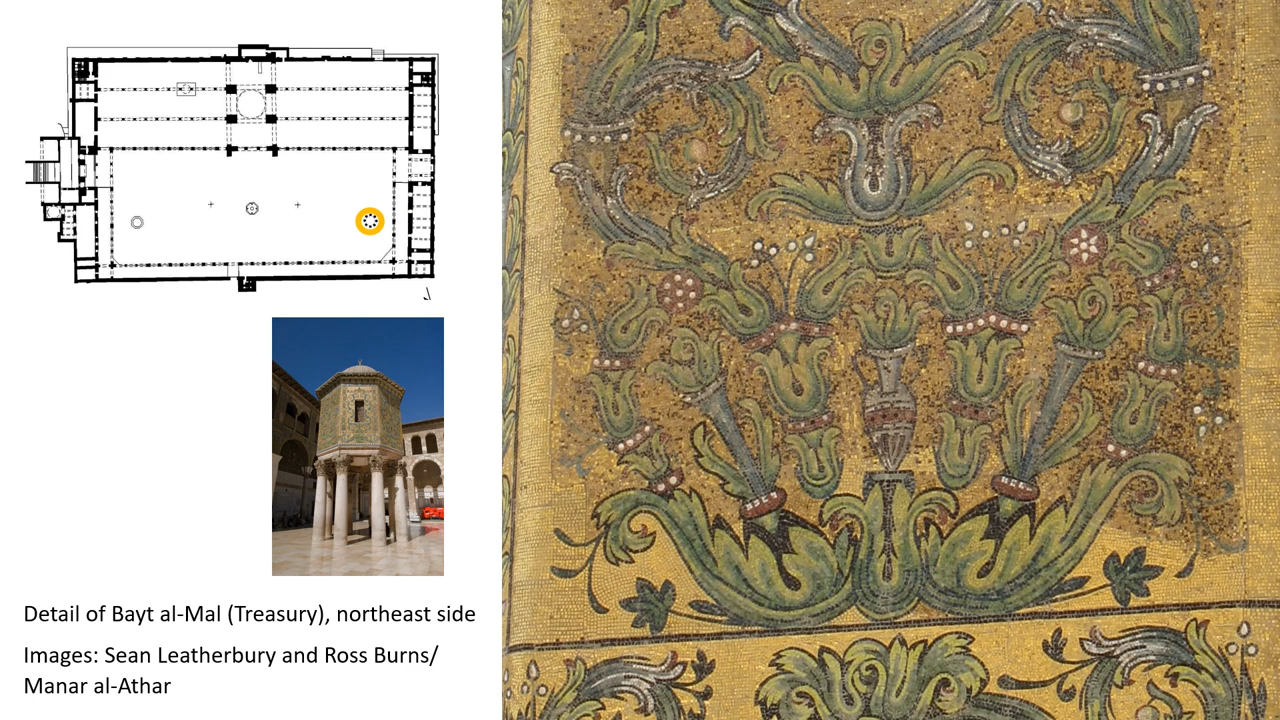 Detail of Bayt al-Mal (Treasury), northeast side
Images: Sean Leatherbury and Ross Burns/
Manar al-Athar